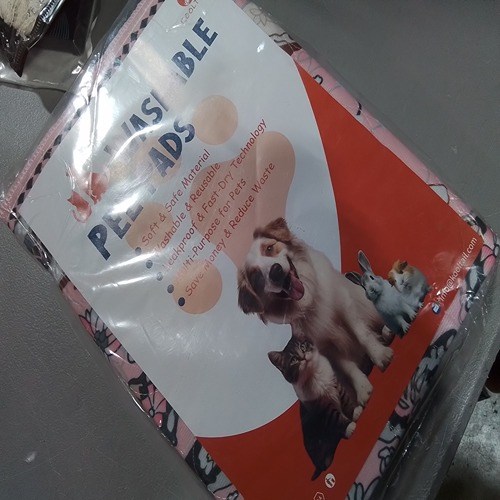 WASHABLE
PEE PADS
Soft & Safe Material
Washable & Reusable
Leakproof & Fast-Dry Technology
Multi-Purpose for Pets
Save Money & Reduce Waste